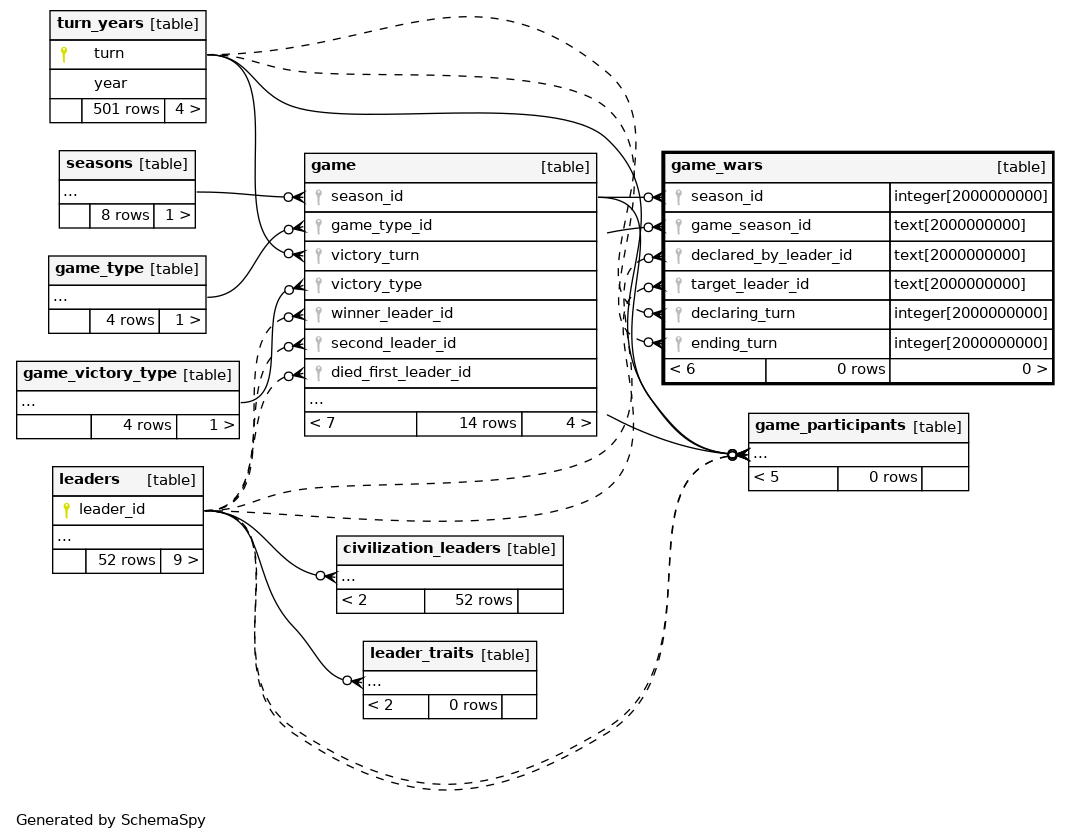 turn_years [table]
turn
year
501 rows 4 >
seasons [table]
...
8 rows 1 >
game_type [table]
...
4 rows 1 >
game_victory_type [table]
...
4 rows 1 >
leaders [table]
leader_id
...
52 rows 9 >
game [table]
season_id
game_type_id
victory_turn
victory_type
winner_leader_id
second_leader_id
died_first_leader_id
...
< 7 14 rows 4 >
game_wars [table]
season_id integer[2000000000]
game_season_id text[2000000000]
declared_by_leader_id text[2000000000]
target_leader_id text[2000000000]
declaring_turn integer[2000000000]
ending_turn integer[2000000000]
< 6 0 rows 0 >
game_participants [table]
...
< 5 0 rows
civilization_leaders [table]
...
< 2 52 rows
leader_traits [table]
...
< 2 0 rows
Generated by SchemaSpy